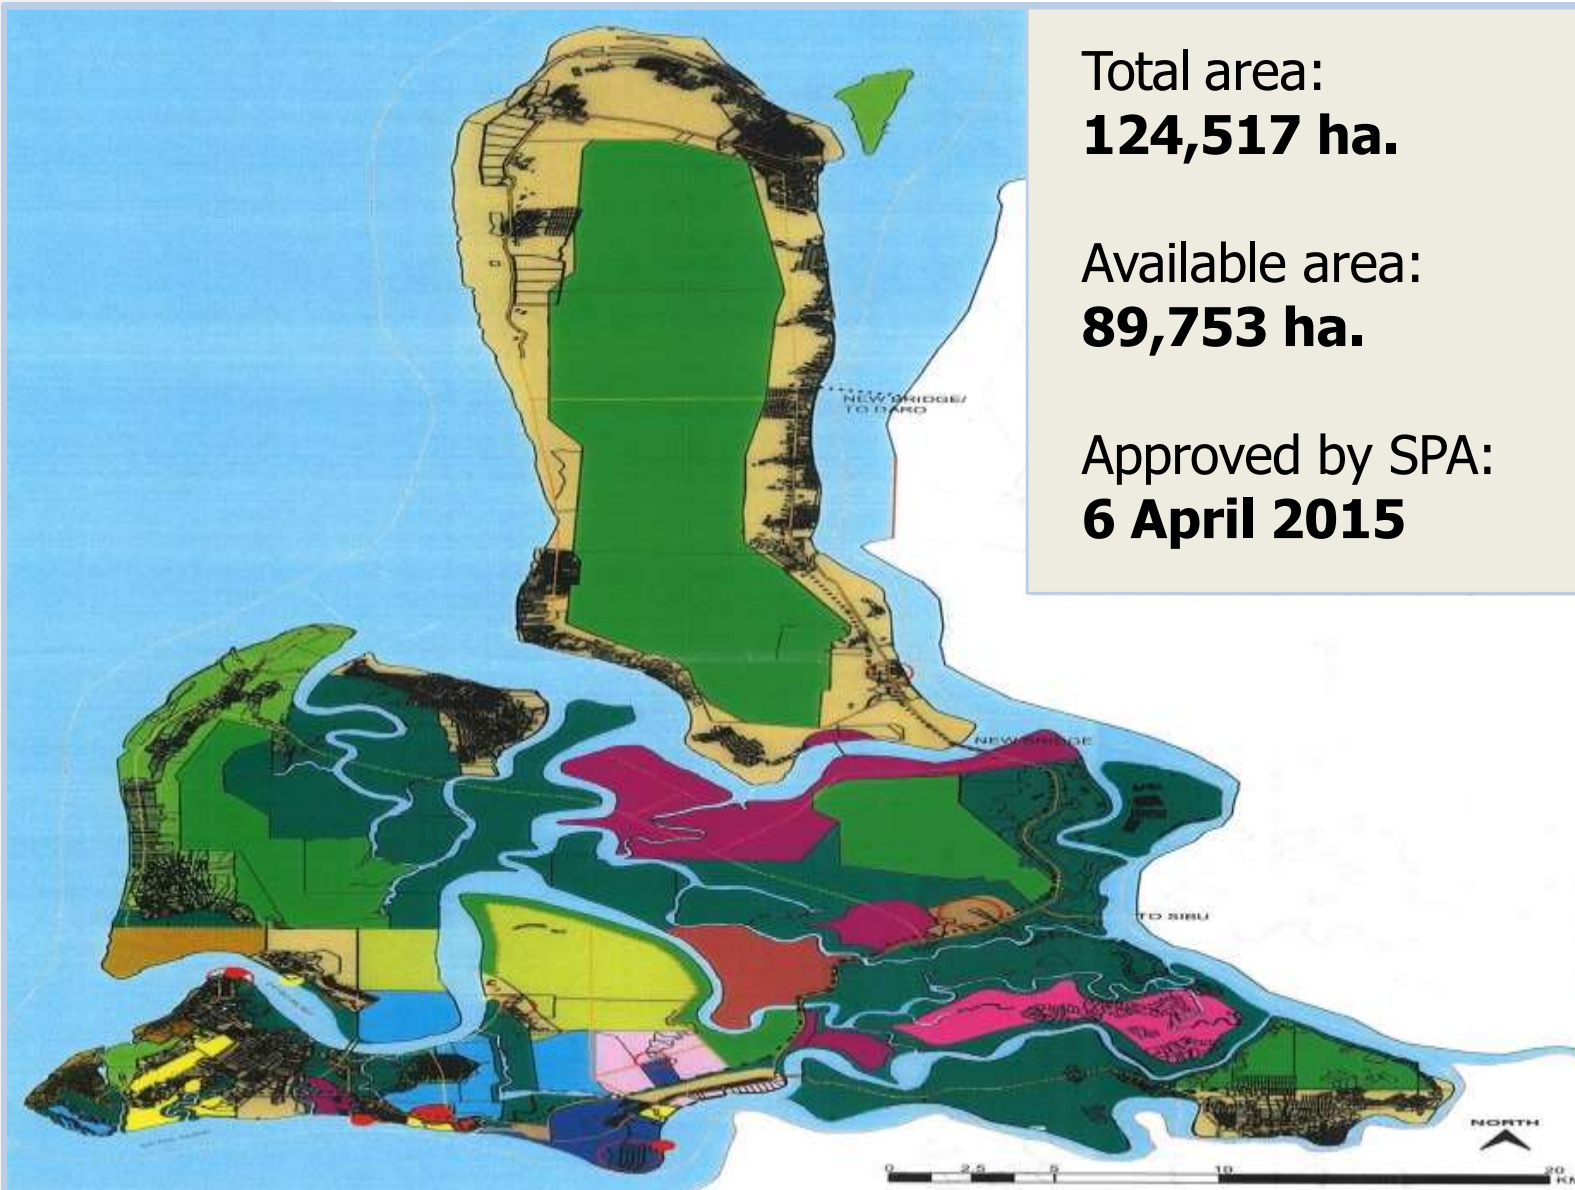 Total area:
124,517 ha.
Available area:
89,753 ha.
Approved by SPA:
6 April 2015
NEW BRIDGE/
TO DARO
NEW BRIDGE
TO SIBU
NORTH
0 2.5 5 10 20
KM